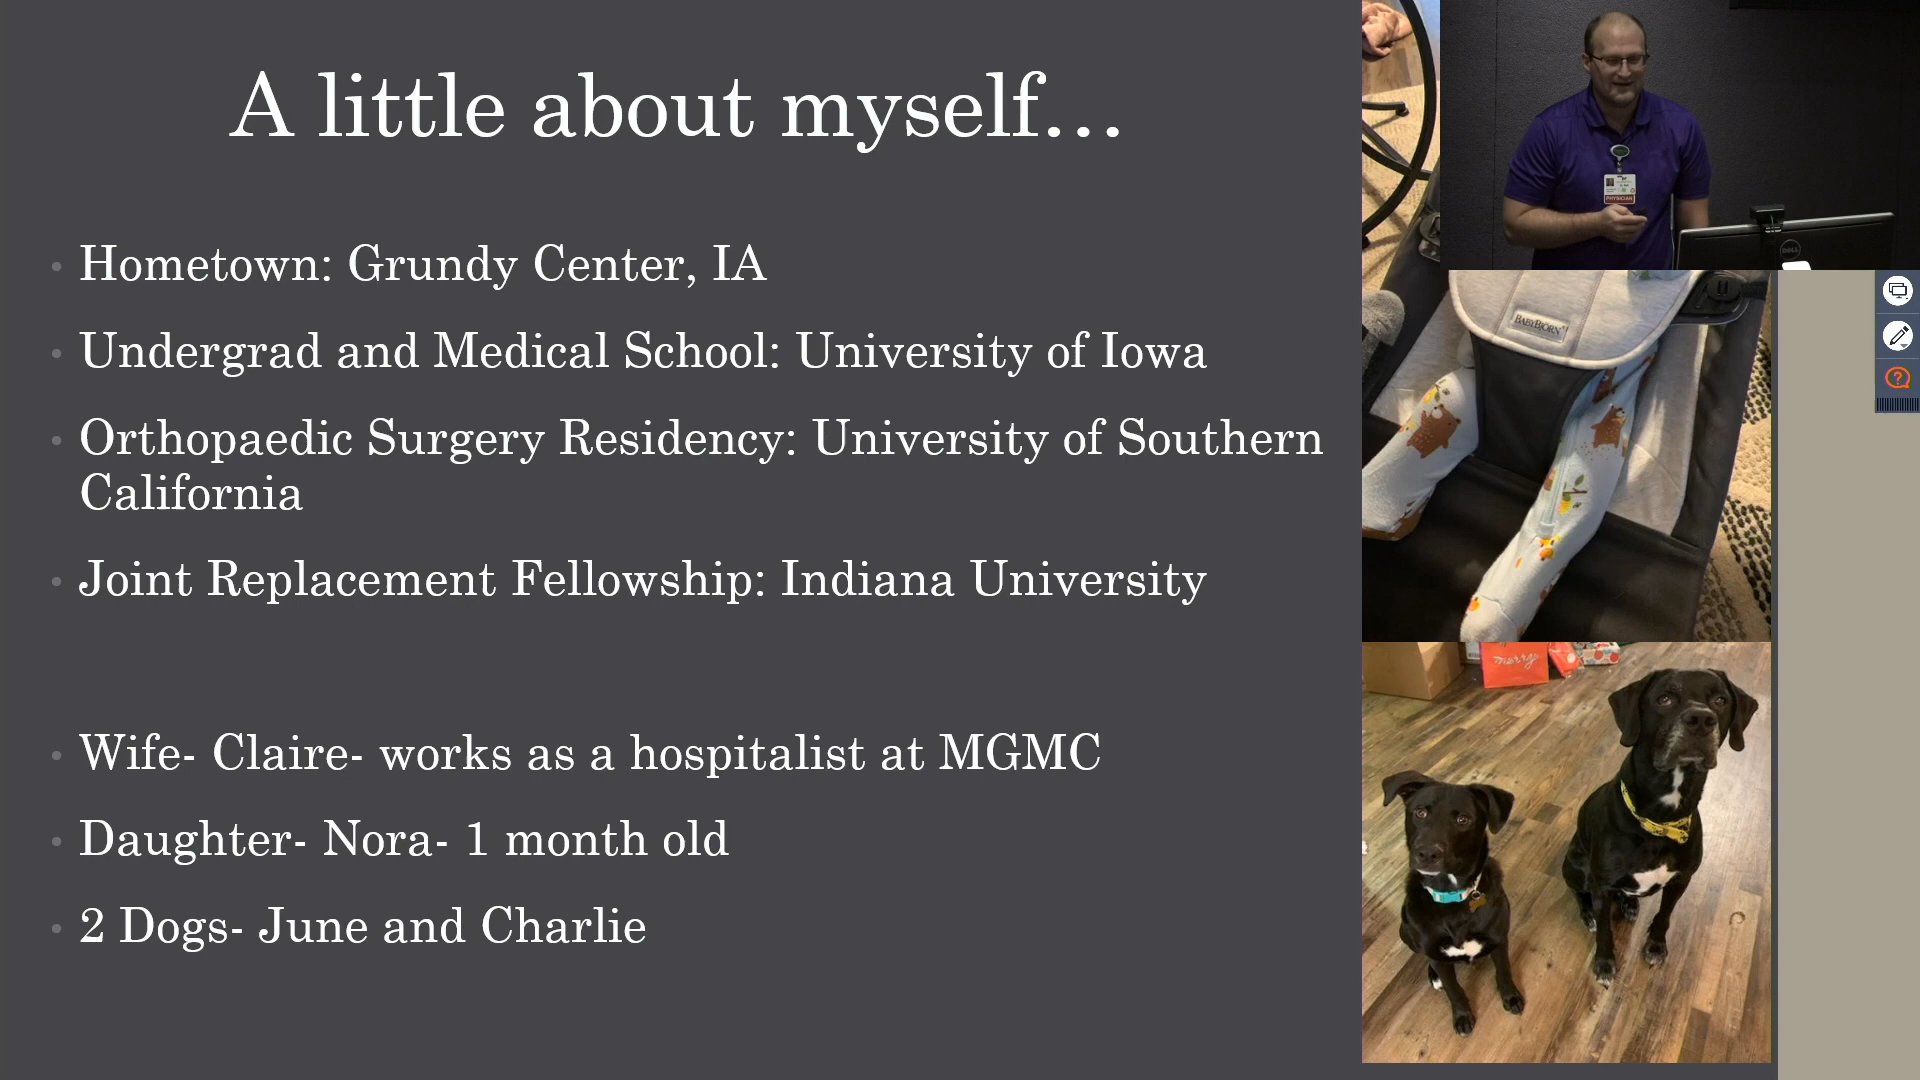 A little about myself...
• Hometown: Grundy Center, IA
• Undergrad and Medical School: University of Iowa
• Orthopaedic Surgery Residency: University of Southern
California
• Joint Replacement Fellowship: Indiana University
• Wife- Claire- works as a hospitalist at MGMC
• Daughter- Nora- 1 month old
• 2 Dogs- June and Charlie
PHYSICIAN
DELL
BABYBJÖRN